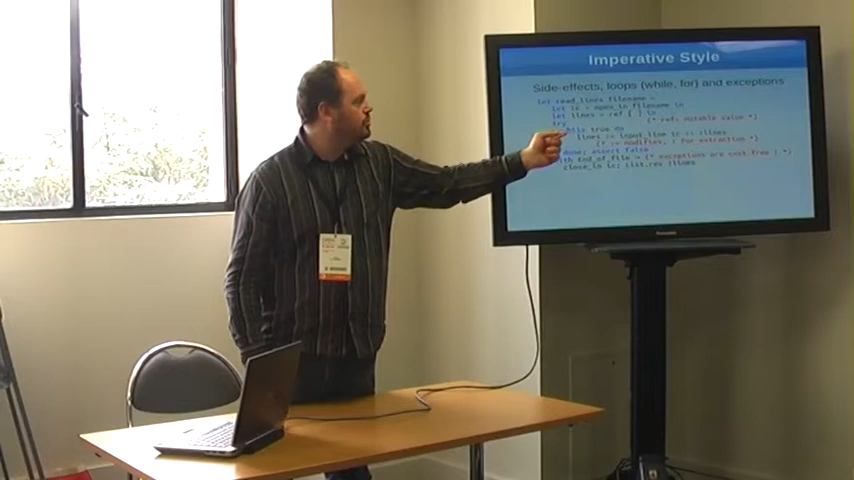 Imperative Style
Side-effects, loops (while, for) and exceptions
let read_lines filename =
let ic = open_in filename in
let lines = ref [ ] in
try (* ref: mutable value *)
while true do
lines := input_line ic :: !lines
(* := modifies, ! for extraction *)
done; assert false
with End_of_file -> (* exceptions are cost free ! *)
close_in ic; list.rev !lines
Panasonic